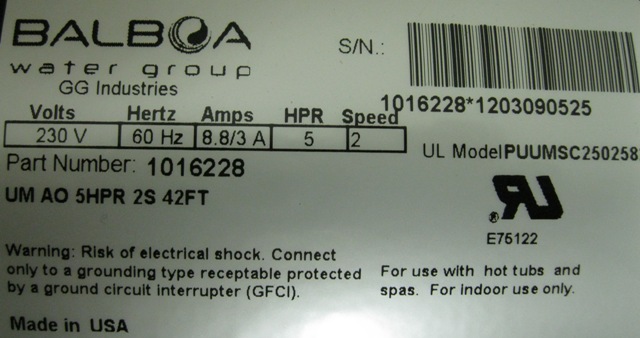 BALBOA
water group
GG Industries
S/N.:
1016228*1203090525
Volts Hertz Amps HPR Speed
230 V 60 Hz 8.8/3 A 5 2
UL Model PUUMSC250258
Part Number: 1016228
UM AO 5HPR 2S 42FT
RU
®
E75122
Warning: Risk of electrical shock. Connect
only to a grounding type receptable protected
by a ground circuit interrupter (GFCI).
For use with hot tubs and
spas. For Indoor use only.
Made in USA